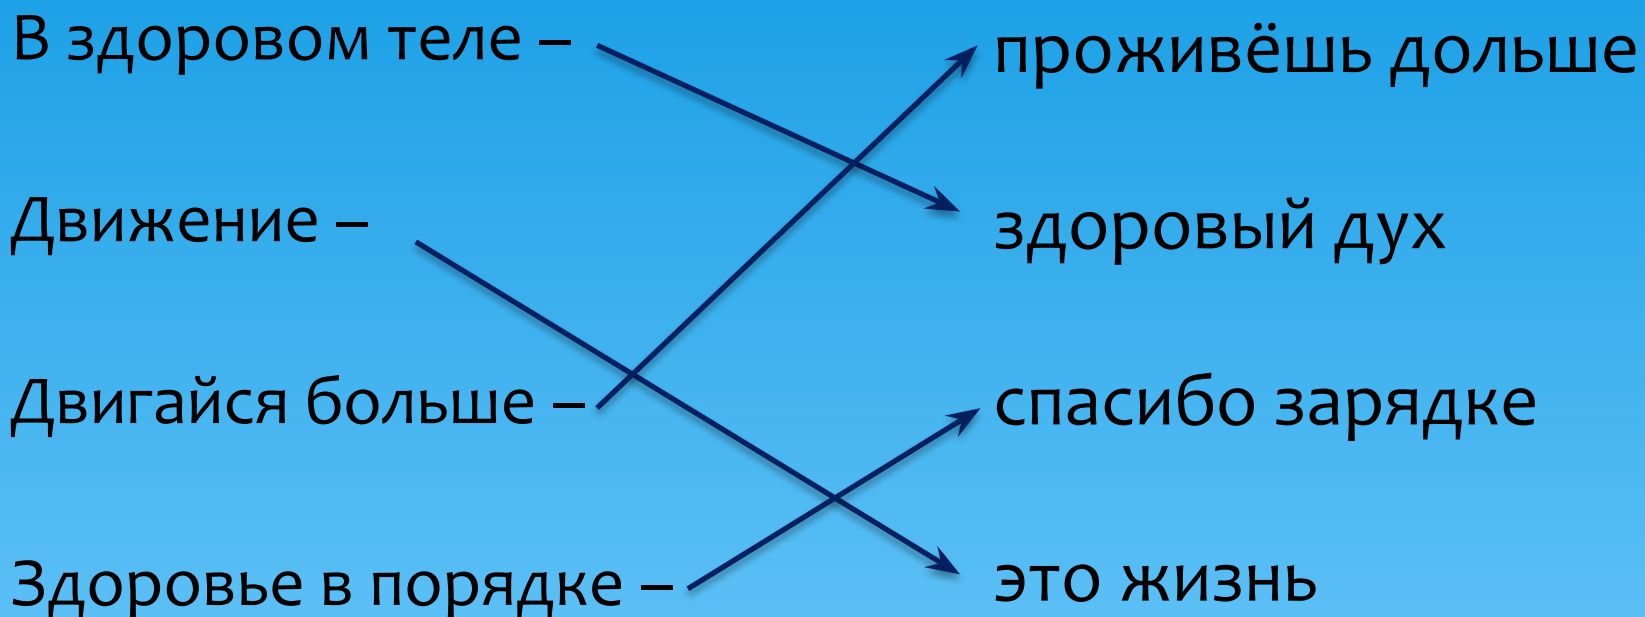 В здоровом теле –
проживёшь дольше
Движение –
здоровый дух
Двигайся больше –
спасибо зарядке
Здоровье в порядке –
это жизнь